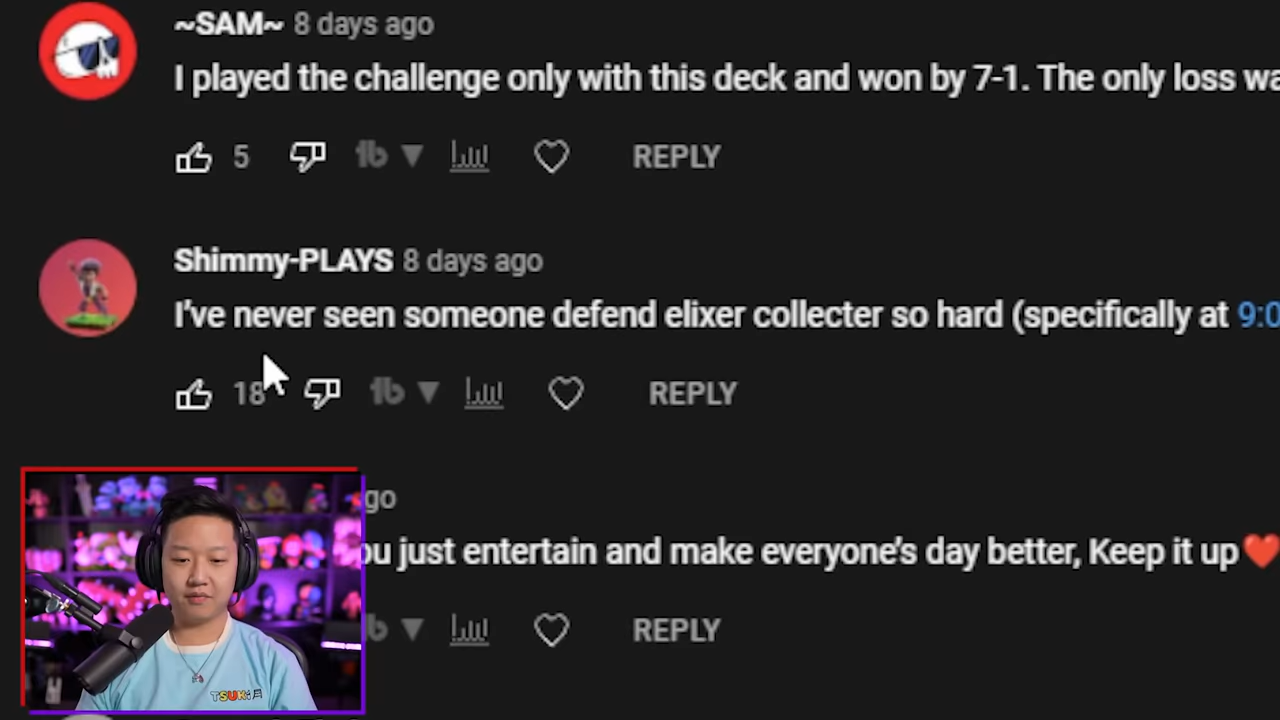 ~SAM~ 8 days ago
I played the challenge only with this deck and won by 7-1. The only loss wa
5 REPLY
Shimmy-PLAYS 8 days ago
I've never seen someone defend elixer collecter so hard (specifically at 9:0
18 REPLY
go
ou just entertain and make everyone's day better, Keep it up
REPLY
TSUKI